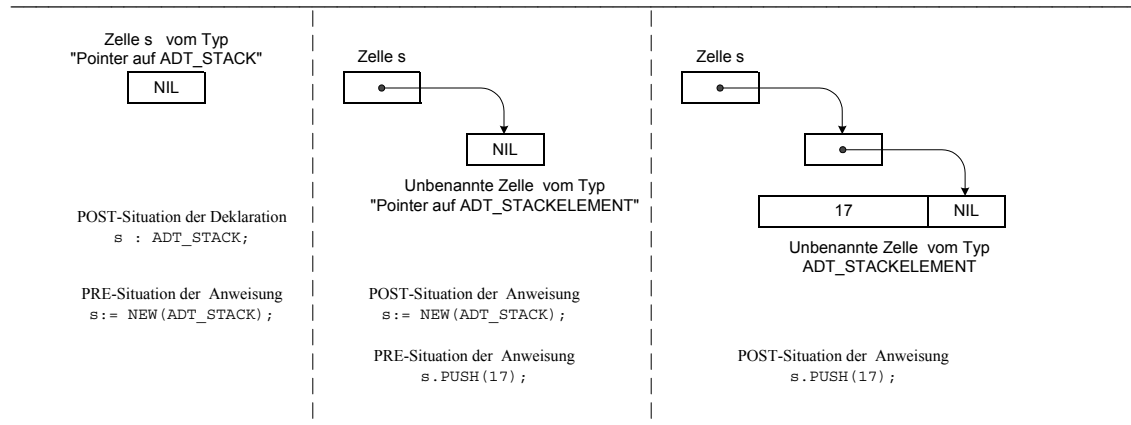 Zelle s vom Typ
"Pointer auf ADT_STACK"
NIL
POST-Situation der Deklaration
s : ADT_STACK;
PRE-Situation der Anweisung
s:= NEW(ADT_STACK);
Zelle s
NIL
Unbenannte Zelle vom Typ
"Pointer auf ADT_STACKELEMENT"
POST-Situation der Anweisung
s:= NEW(ADT_STACK);
PRE-Situation der Anweisung
s.PUSH(17);
Zelle s
17 NIL
Unbenannte Zelle vom Typ
ADT_STACKELEMENT
POST-Situation der Anweisung
s.PUSH(17);